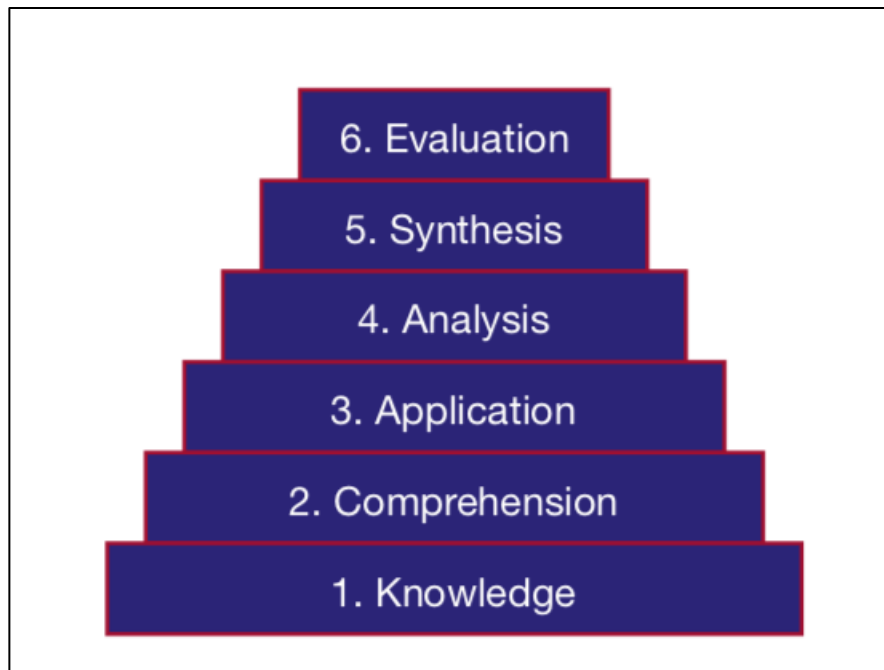 6. Evaluation
5. Synthesis
4. Analysis
3. Application
2. Comprehension
1. Knowledge